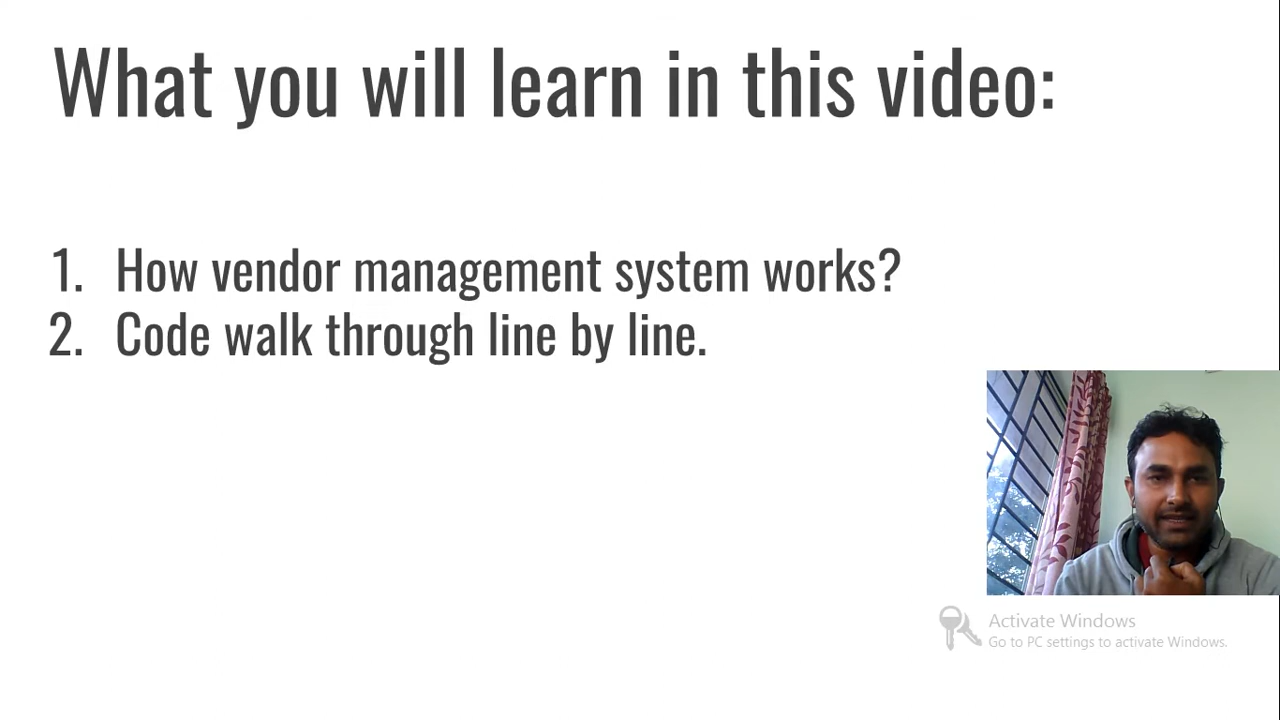 What you will learn in this video:
1. How vendor management system works?
2. Code walk through line by line.
Activate Windows
Go to PC settings to activate Windows.